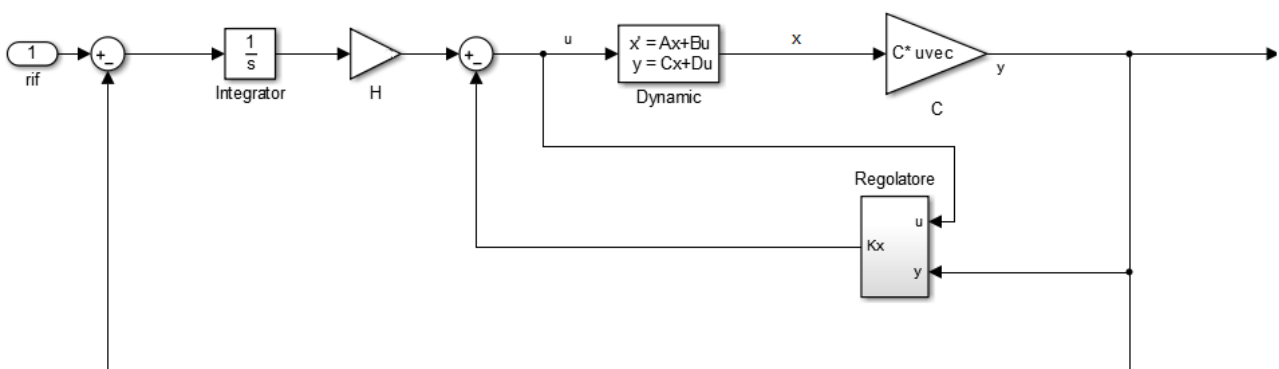 1
rif
+
−
1
s
Integrator
H
+
−
u
x' = Ax+Bu
y = Cx+Du
Dynamic
x
C* uvec
C
y
Regolatore
u
Kx
y